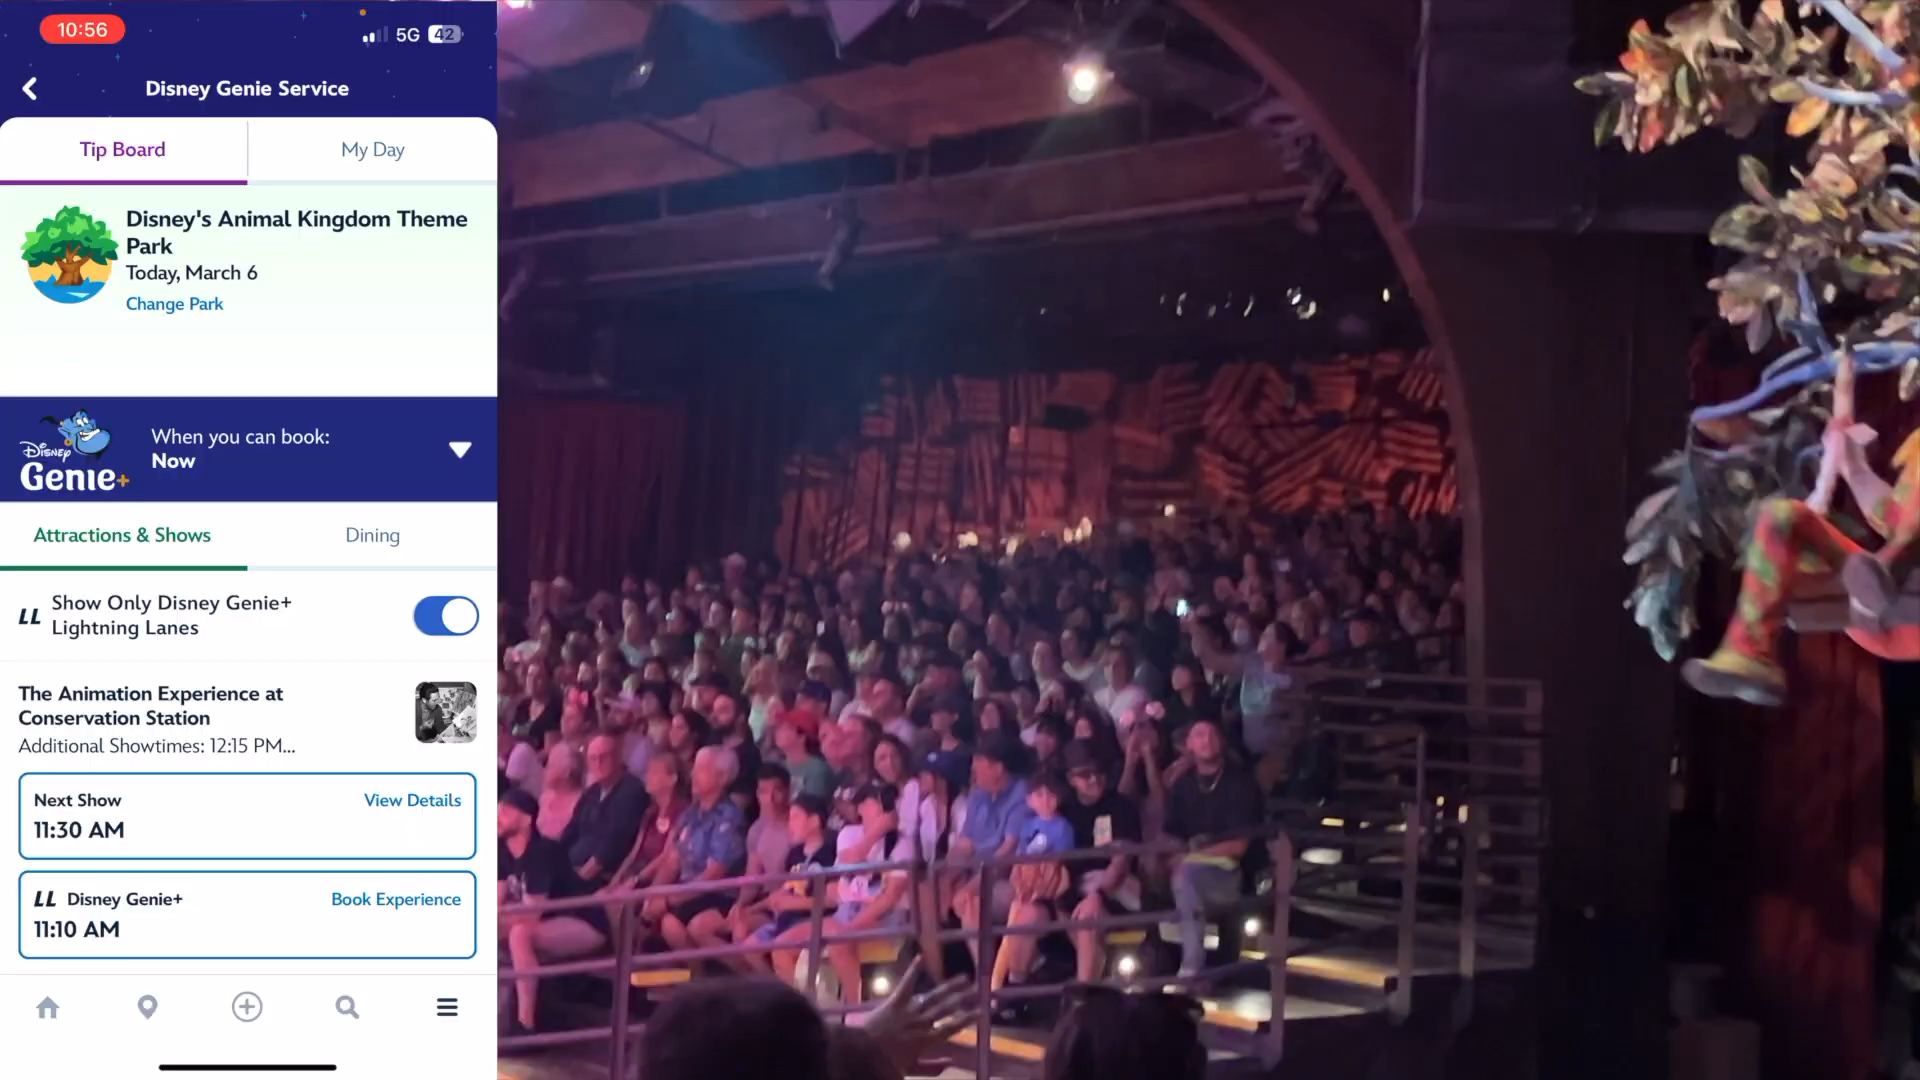 10:56
5G 42
Disney Genie Service
Tip Board
My Day
Disney's Animal Kingdom Theme
Park
Today, March 6
Change Park
Disney
Genie+
When you can book:
Now
Attractions & Shows
Dining
LL
Show Only Disney Genie+
Lightning Lanes
The Animation Experience at
Conservation Station
Additional Showtimes: 12:15 PM...
Next Show
View Details
11:30 AM
LL Disney Genie+
Book Experience
11:10 AM